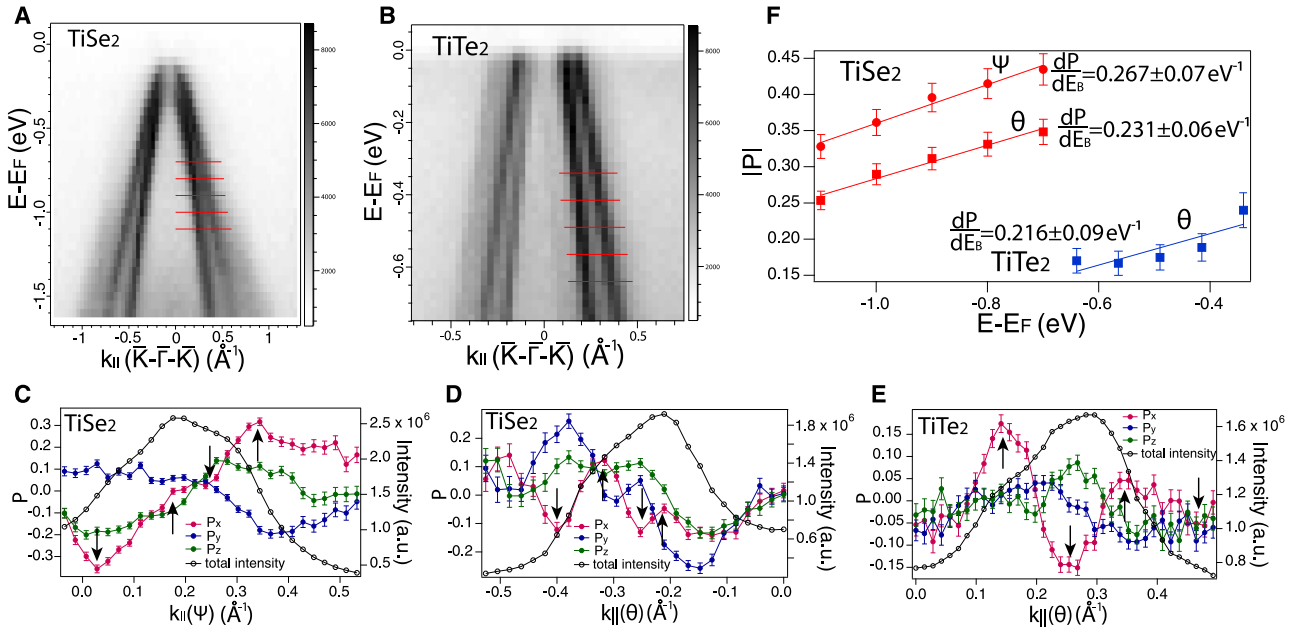 A
TiSe2
E-EF (eV)
0.0
-0.5
-1.0
-1.5
-1
-0.5
0
0.5
1
k|| (K̄-Γ̄-K̄) (Å-1)
8000
6000
4000
2000
B
TiTe2
E-EF (eV)
0.0
-0.2
-0.4
-0.6
-0.5
0
0.5
k|| (K̄-Γ̄-K̄) (Å-1)
8000
6000
4000
2000
F
TiSe2
|P|
0.45
0.40
0.35
0.30
0.25
0.20
0.15
Ψ
dP/dEB=0.267±0.07eV-1
θ
dP/dEB=0.231±0.06eV-1
dP/dEB=0.216±0.09eV-1
θ
TiTe2
-1.0
-0.8
-0.6
-0.4
E-EF (eV)
C
TiSe2
P
0.3
0.2
0.1
0.0
-0.1
-0.2
-0.3
Px
Py
Pz
total intensity
0.0
0.1
0.2
0.3
0.4
0.5
k||(Ψ) (Å-1)
2.5 x 10^6
2.0
1.5
1.0
0.5
Intensity (a.u.)
D
TiSe2
P
0.2
0.1
0.0
-0.1
-0.2
Px
Py
Pz
total intensity
-0.5
-0.4
-0.3
-0.2
-0.1
0.0
k||(θ) (Å-1)
1.8 x 10^6
1.4
1.0
0.6
Intensity (a.u.)
E
TiTe2
P
0.15
0.10
0.05
0.00
-0.05
-0.10
-0.15
Px
Py
Pz
total intensity
0.0
0.1
0.2
0.3
0.4
k||(θ) (Å-1)
1.6 x 10^6
1.4
1.2
1.0
0.8
Intensity (a.u.)